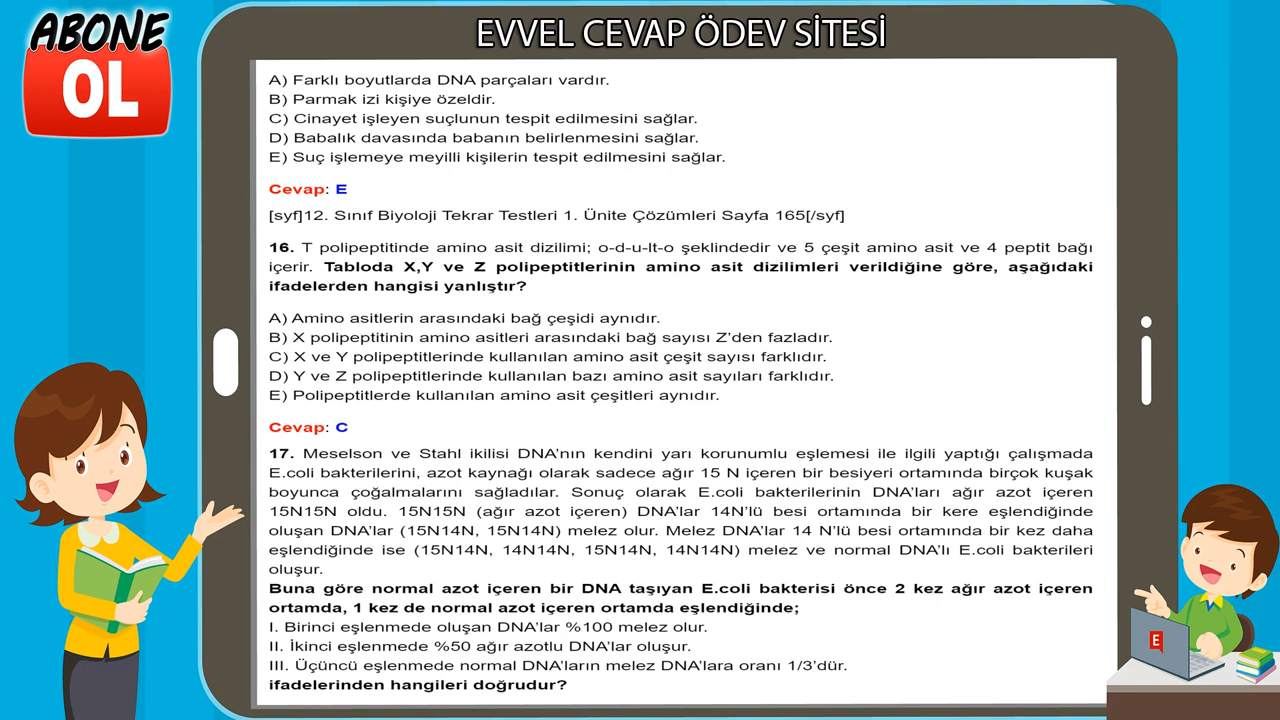 ABONE
OL
EVVEL CEVAP ÖDEV SİTESİ
A) Farklı boyutlarda DNA parçaları vardır.
B) Parmak izi kişiye özeldir.
C) Cinayet işleyen suçlunun tespit edilmesini sağlar.
D) Babalık davasında babanın belirlenmesini sağlar.
E) Suç işlemeye meyilli kişilerin tespit edilmesini sağlar.
Cevap: E
[syf]12. Sınıf Biyoloji Tekrar Testleri 1. Ünite Çözümleri Sayfa 165[/syf]
16. T polipeptitinde amino asit dizilimi; o-d-u-lt-o şeklindedir ve 5 çeşit amino asit ve 4 peptit bağı
içerir. Tabloda X,Y ve Z polipeptitlerinin amino asit dizilimleri verildiğine göre, aşağıdaki
ifadelerden hangisi yanlıştır?
A) Amino asitlerin arasındaki bağ çeşidi aynıdır.
B) X polipeptitinin amino asitleri arasındaki bağ sayısı Z’den fazladır.
C) X ve Y polipeptitlerinde kullanılan amino asit çeşit sayısı farklıdır.
D) Y ve Z polipeptitlerinde kullanılan bazı amino asit sayıları farklıdır.
E) Polipeptitlerde kullanılan amino asit çeşitleri aynıdır.
Cevap: C
17. Meselson ve Stahl ikilisi DNA’nın kendini yarı korunumlu eşlemesi ile ilgili yaptığı çalışmada
E.coli bakterilerini, azot kaynağı olarak sadece ağır 15 N içeren bir besiyeri ortamında birçok kuşak
boyunca çoğalmalarını sağladılar. Sonuç olarak E.coli bakterilerinin DNA’ları ağır azot içeren
15N15N oldu. 15N15N (ağır azot içeren) DNA’lar 14N’lü besi ortamında bir kere eşlendiğinde
oluşan DNA’lar (15N14N, 15N14N) melez olur. Melez DNA’lar 14 N’lü besi ortamında bir kez daha
eşlendiğinde ise (15N14N, 14N14N, 15N14N, 14N14N) melez ve normal DNA’lı E.coli bakterileri
oluşur.
Buna göre normal azot içeren bir DNA taşıyan E.coli bakterisi önce 2 kez ağır azot içeren
ortamda, 1 kez de normal azot içeren ortamda eşlendiğinde;
I. Birinci eşlenmede oluşan DNA’lar %100 melez olur.
II. İkinci eşlenmede %50 ağır azotlu DNA’lar oluşur.
III. Üçüncü eşlenmede normal DNA’ların melez DNA’lara oranı 1/3’dür.
ifadelerinden hangileri doğrudur?
E